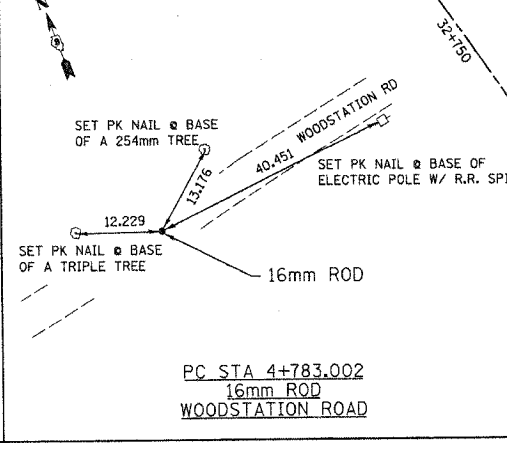 32+750
SET PK NAIL @ BASE
OF A 254mm TREE
WOODSTATION RD
40.451
13.176
SET PK NAIL @ BASE OF
ELECTRIC POLE W/ R.R.
12.229
SET PK NAIL @ BASE
OF A TRIPLE TREE
16mm ROD
PC STA 4+783.002
16mm ROD
WOODSTATION ROAD